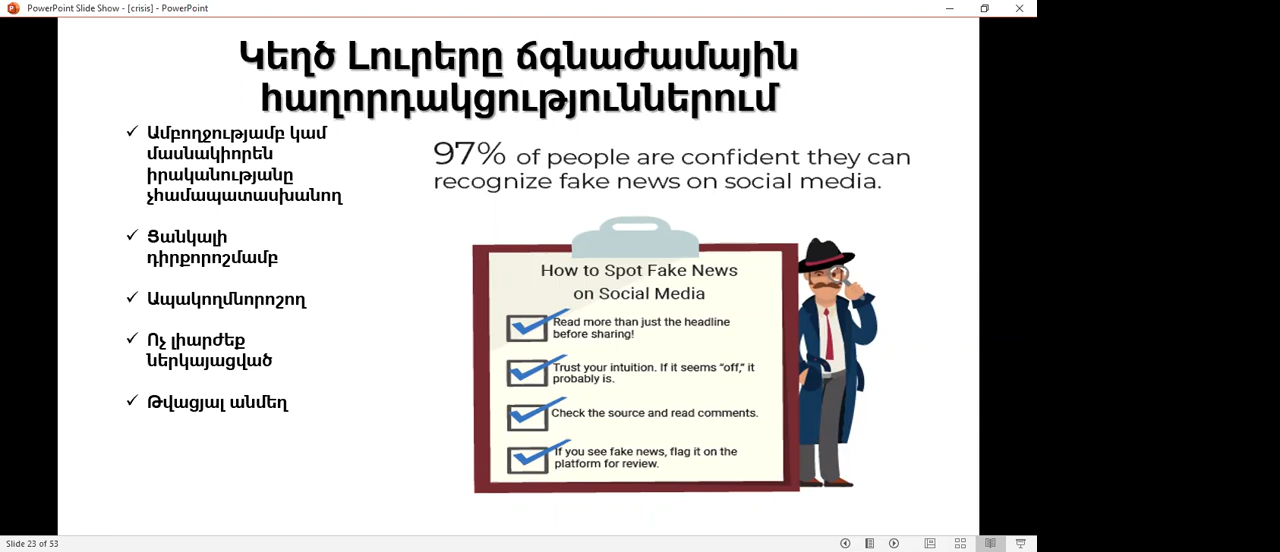 PowerPoint Slide Show - [crisis] - PowerPoint
Կեղծ Լուրերը ճգնաժամային
հաղորդակցություններում
Ամբողջությամբ կամ
մասնակիորեն
իրականությանը
չհամապատասխանող
Ցանկալի
դիրքորոշմամբ
Ապակողմնորոշող
Ոչ լիարժեք
ներկայացված
Թվացյալ անմեղ
97% of people are confident they can
recognize fake news on social media.
How to Spot Fake News
on Social Media
Read more than just the headline
before sharing!
Trust your intuition. If it seems “off,” it
probably is.
Check the source and read comments.
If you see fake news, flag it on the
platform for review.
Slide 23 of 53